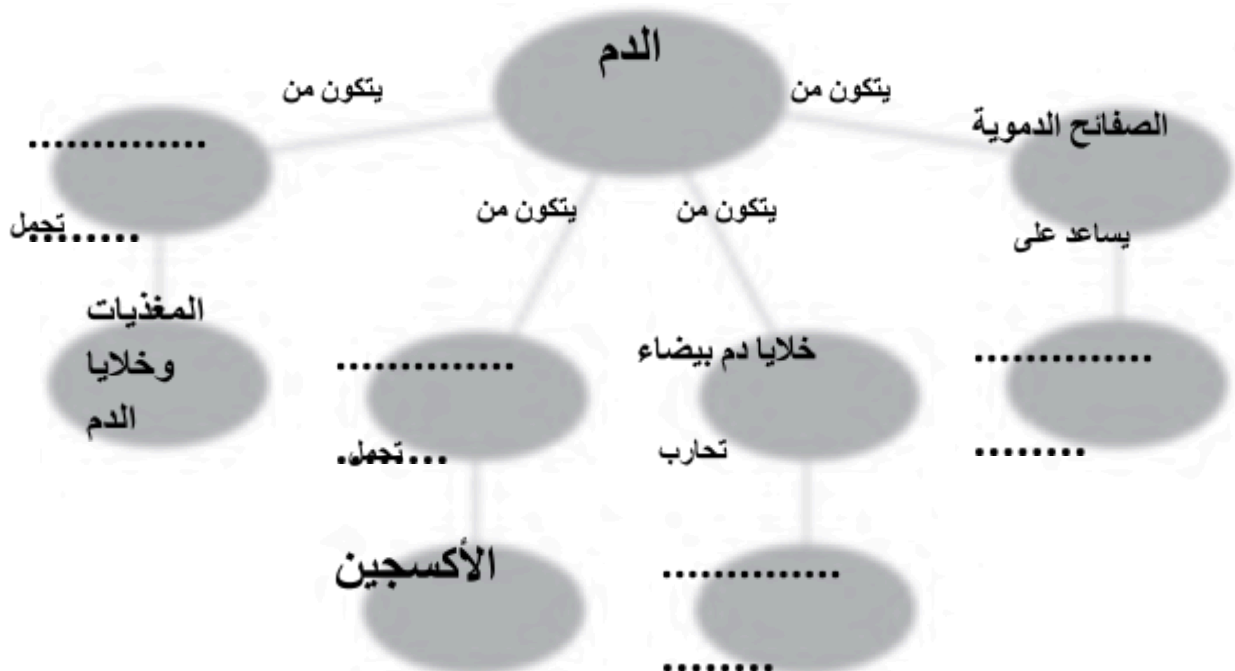 الدم
يتكون من
يتكون من
الصفائح الدموية
..............
يتكون من
يتكون من
يساعد على
تحمل
.........
المغذيات
وخلايا
الدم
خلايا دم بيضاء
..............
..............
تحارب
تحمل
.........
.........
الأكسجين
..............
.........